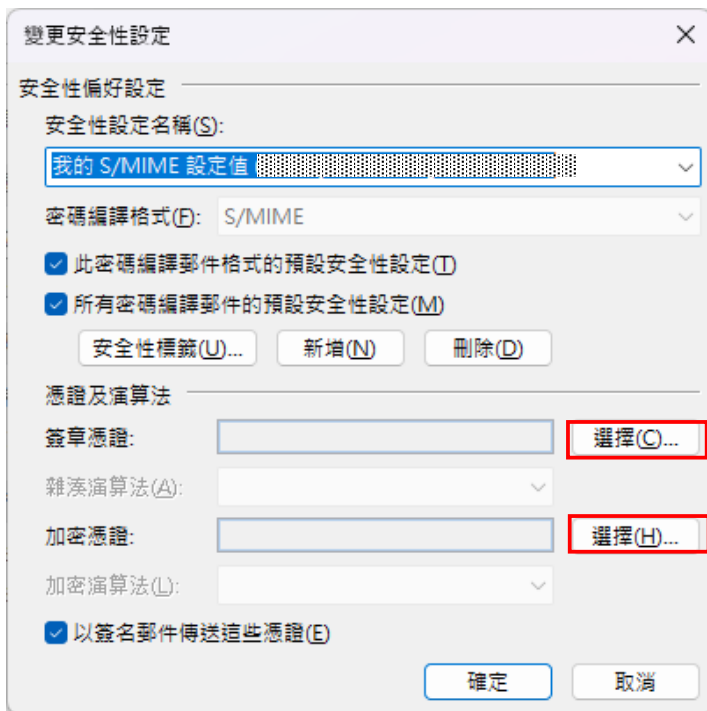 變更安全性設定
安全性偏好設定
安全性設定名稱(S):
我的 S/MIME 設定值
密碼編譯格式(F): S/MIME
此密碼編譯郵件格式的預設安全性設定(T)
所有密碼編譯郵件的預設安全性設定(M)
安全性標籤(U)... 新增(N) 刪除(D)
憑證及演算法
簽章憑證: 選擇(C)...
雜湊演算法(A):
加密憑證: 選擇(H)...
加密演算法(L):
以簽名郵件傳送這些憑證(E)
確定 取消